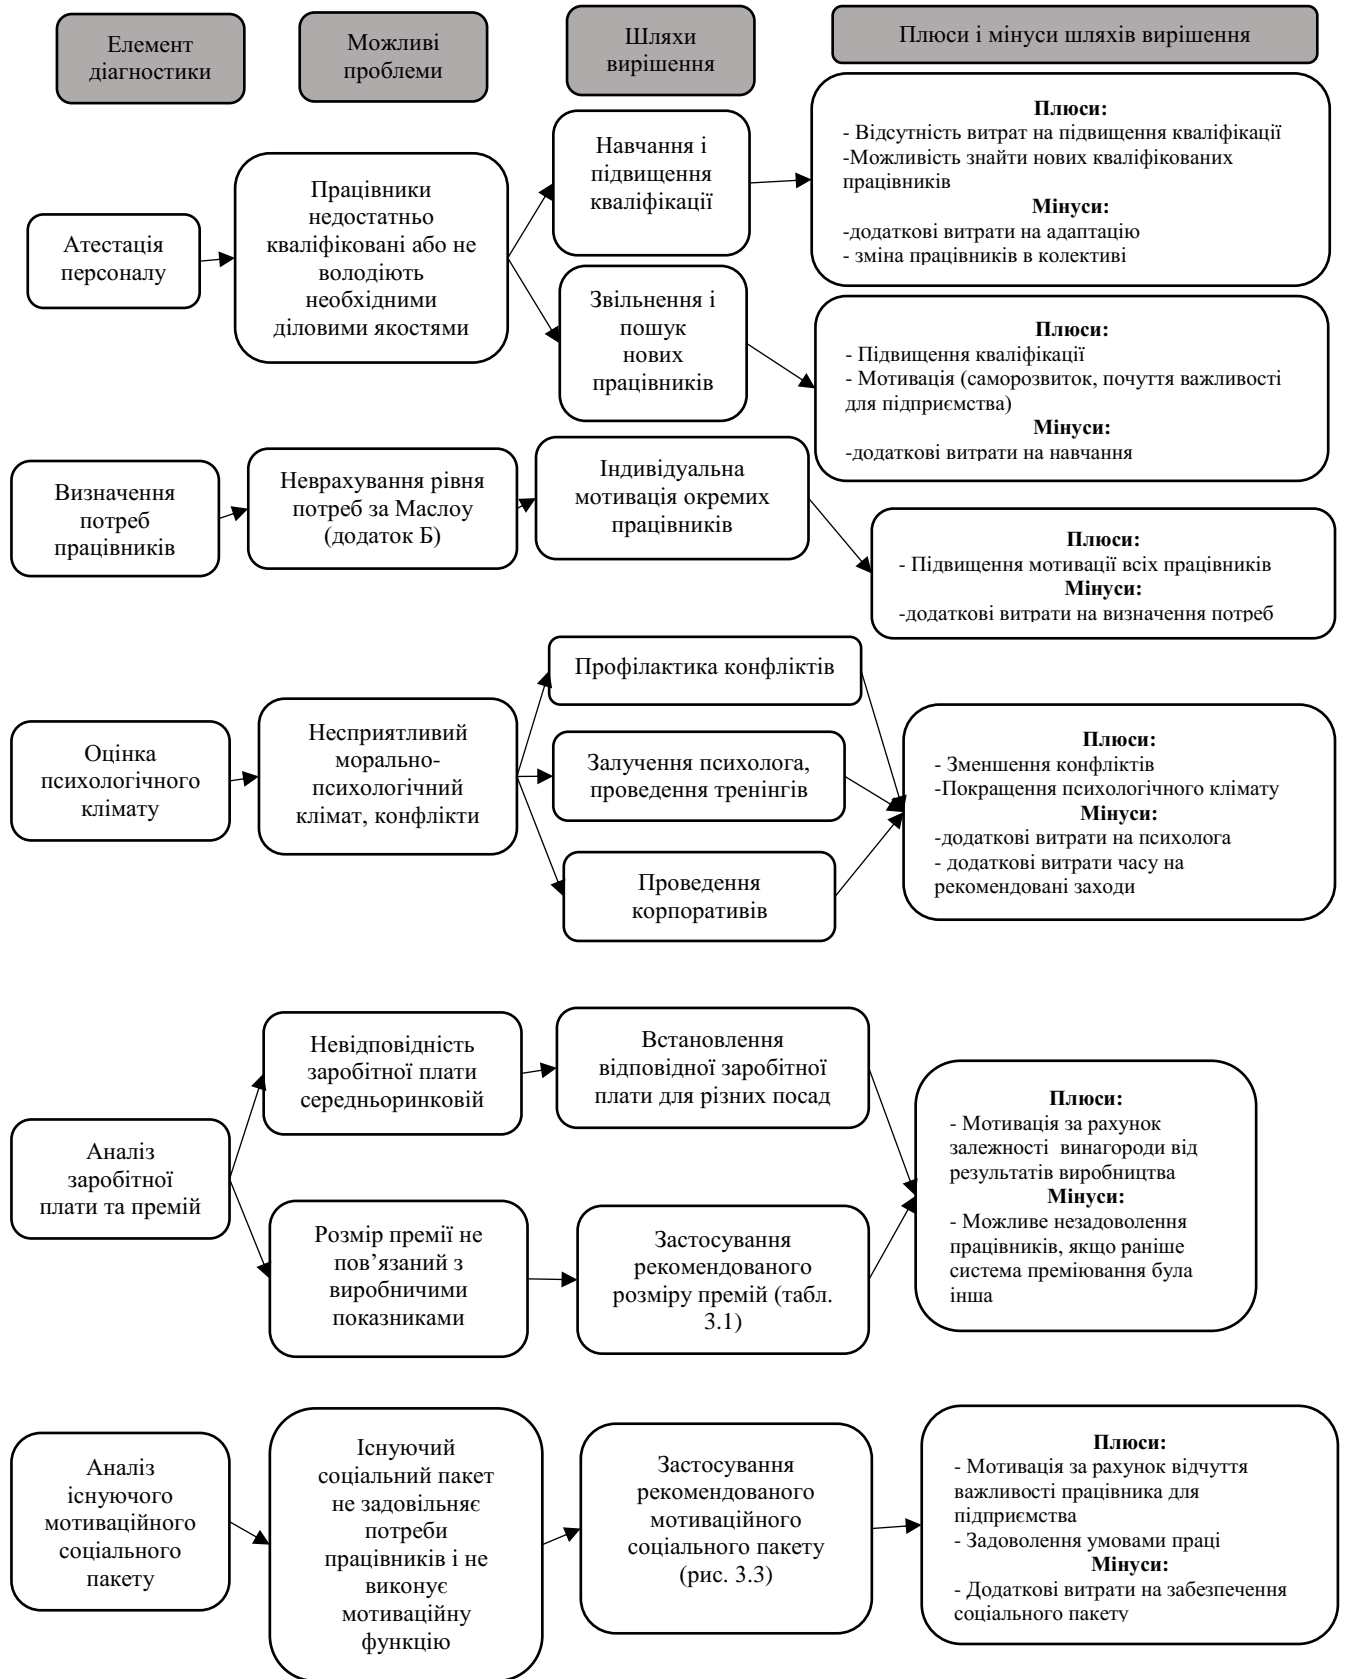 Елемент
діагностики
Можливі
проблеми
Шляхи
вирішення
Плюси і мінуси шляхів вирішення
Атестація
персоналу
Працівники
недостатньо
кваліфіковані або не
володіють
необхідними
діловими якостями
Навчання і
підвищення
кваліфікації
Плюси:
- Відсутність витрат на підвищення кваліфікації
-Можливість знайти нових кваліфікованих
працівників
Мінуси:
-додаткові витрати на адаптацію
- зміна працівників в колективі
Звільнення і
пошук
нових
працівників
Плюси:
- Підвищення кваліфікації
- Мотивація (саморозвиток, почуття важливості
для підприємства)
Мінуси:
-додаткові витрати на навчання
Визначення
потреб
працівників
Неврахування рівня
потреб за Маслоу
(додаток Б)
Індивідуальна
мотивація окремих
працівників
Плюси:
- Підвищення мотивації всіх працівників
Мінуси:
-додаткові витрати на визначення потреб
Оцінка
психологічного
клімату
Несприятливий
морально-
психологічний
клімат, конфлікти
Профілактика конфліктів
Залучення психолога,
проведення тренінгів
Проведення
корпоративів
Плюси:
- Зменшення конфліктів
-Покращення психологічного клімату
Мінуси:
-додаткові витрати на психолога
- додаткові витрати часу на
рекомендовані заходи
Аналіз
заробітної
плати та премій
Невідповідність
заробітної плати
середньоринковій
Встановлення
відповідної заробітної
плати для різних посад
Розмір премії не
пов’язаний з
виробничими
показниками
Застосування
рекомендованого
розміру премій (табл.
3.1)
Плюси:
- Мотивація за рахунок
залежності  винагороди від
результатів виробництва
Мінуси:
- Можливе незадоволення
працівників, якщо раніше
система преміювання була
інша
Аналіз
існуючого
мотиваційного
соціального
пакету
Існуючий
соціальний пакет
не задовільняє
потреби
працівників і не
виконує
мотиваційну
функцію
Застосування
рекомендованого
мотиваційного
соціального пакету
(рис. 3.3)
Плюси:
- Мотивація за рахунок відчуття
важливості працівника для
підприємства
- Задоволення умовами праці
Мінуси:
- Додаткові витрати на забезпечення
соціального пакету